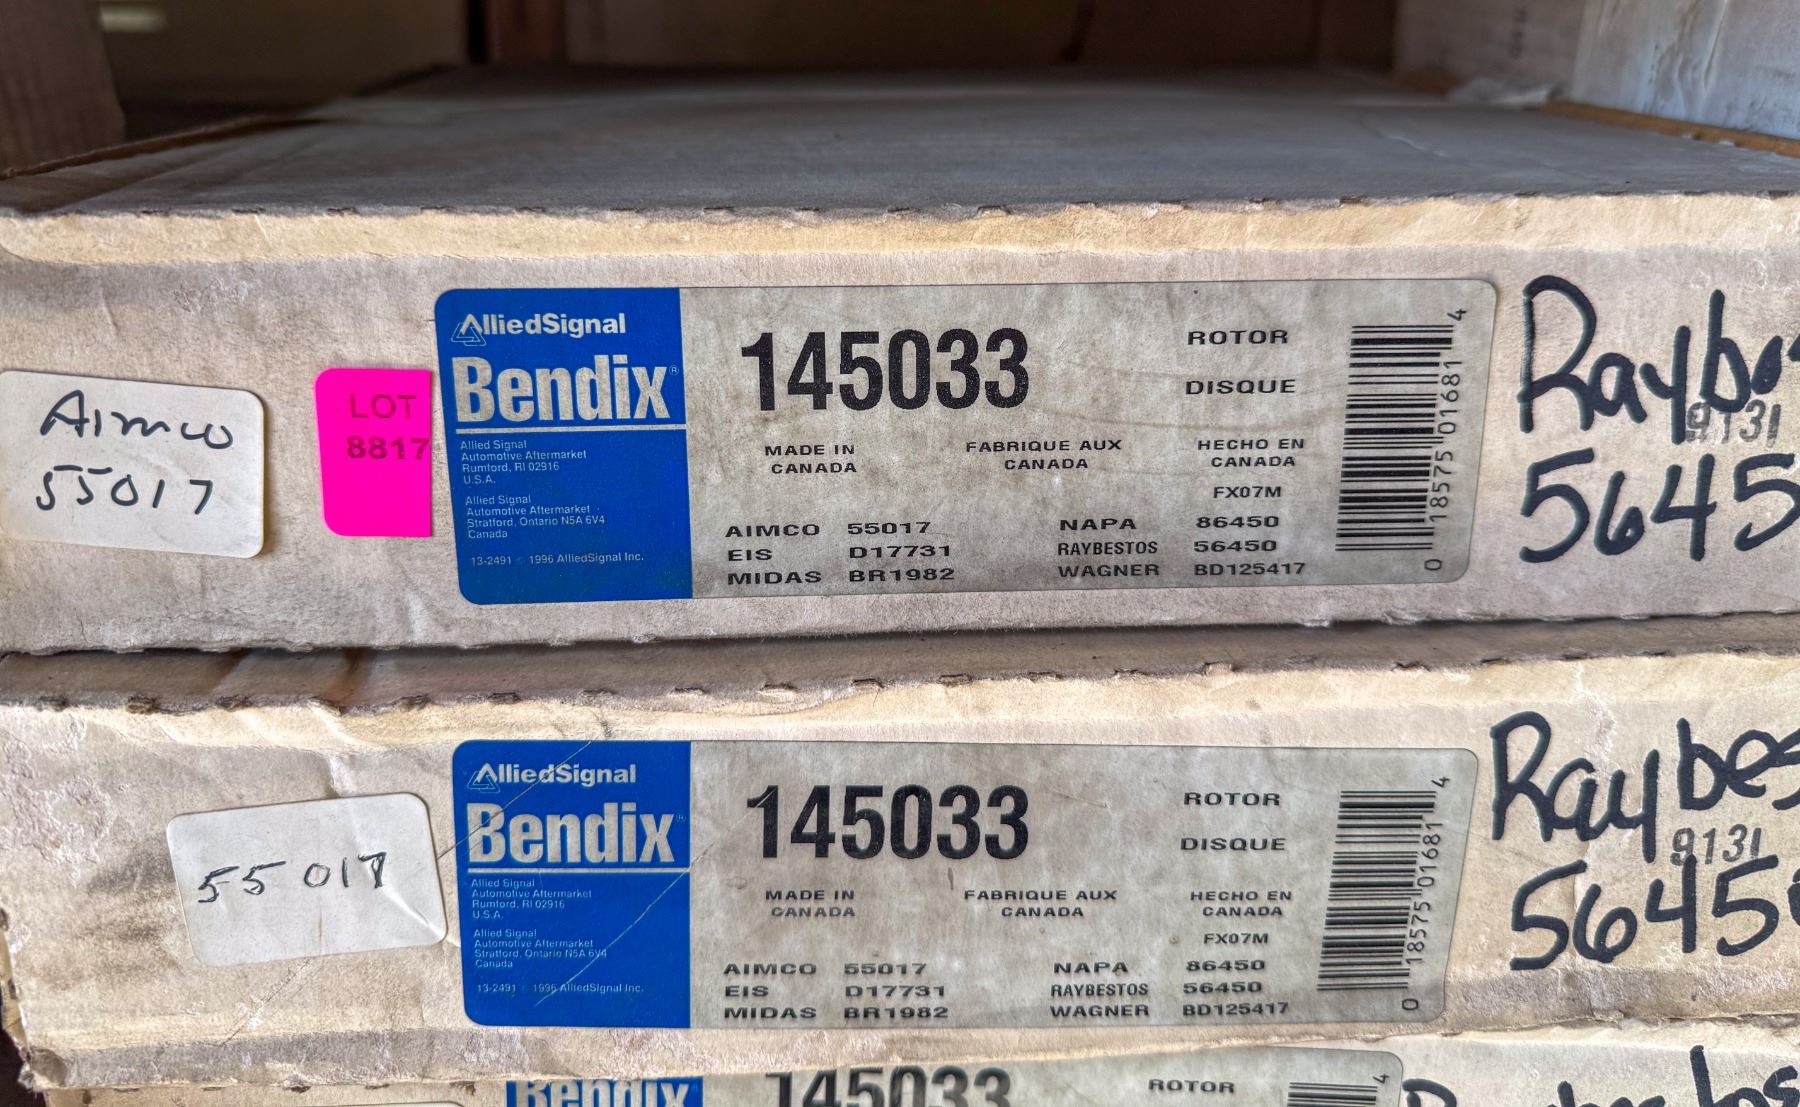 Aimco
55017
LOT
8817
AlliedSignal
Bendix®
Allied Signal
Automotive Aftermarket
Rumford, RI 02916
U.S.A.
Allied Signal
Automotive Aftermarket
Stratford, Ontario N5A 6V4
Canada
13-2491 © 1996 AlliedSignal Inc.
145033
ROTOR
DISQUE
MADE IN CANADA
FABRIQUE AUX CANADA
HECHO EN CANADA
FX07M
AIMCO 55017 NAPA 86450
EIS D17731 RAYBESTOS 56450
MIDAS BR1982 WAGNER BD125417
0 18575 01681 4
Raybes
9131
5645
55017
AlliedSignal
Bendix®
Allied Signal
Automotive Aftermarket
Rumford, RI 02916
U.S.A.
Allied Signal
Automotive Aftermarket
Stratford, Ontario N5A 6V4
Canada
13-2491 © 1996 AlliedSignal Inc.
145033
ROTOR
DISQUE
MADE IN CANADA
FABRIQUE AUX CANADA
HECHO EN CANADA
FX07M
AIMCO 55017 NAPA 86450
EIS D17731 RAYBESTOS 56450
MIDAS BR1982 WAGNER BD125417
0 18575 01681 4
Raybes
9131
56450
Bendix
145033
ROTOR
4